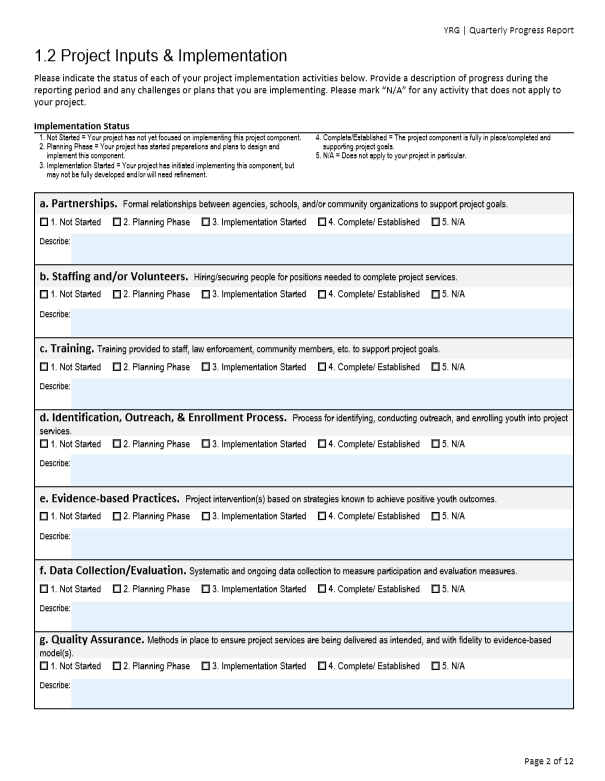 YRG | Quarterly Progress Report
1.2 Project Inputs & Implementation
Please indicate the status of each of your project implementation activities below. Provide a description of progress during the
reporting period and any challenges or plans that you are implementing. Please mark “N/A” for any activity that does not apply to
your project.
Implementation Status
1. Not Started = Your project has not yet focused on implementing this project component.
2. Planning Phase = Your project has started preparations and plans to design and
implement this component.
3. Implementation Started = Your project has initiated implementing this component, but
may not be fully developed and/or will need refinement.
4. Complete/Established = The project component is fully in place/completed and
supporting project goals.
5. N/A = Does not apply to your project in particular.
a. Partnerships. Formal relationships between agencies, schools, and/or community organizations to support project goals.
1. Not Started 2. Planning Phase 3. Implementation Started 4. Complete/ Established 5. N/A
Describe:
b. Staffing and/or Volunteers. Hiring/securing people for positions needed to complete project services.
1. Not Started 2. Planning Phase 3. Implementation Started 4. Complete/ Established 5. N/A
Describe:
c. Training. Training provided to staff, law enforcement, community members, etc. to support project goals.
1. Not Started 2. Planning Phase 3. Implementation Started 4. Complete/ Established 5. N/A
Describe:
d. Identification, Outreach, & Enrollment Process. Process for identifying, conducting outreach, and enrolling youth into project
services.
1. Not Started 2. Planning Phase 3. Implementation Started 4. Complete/ Established 5. N/A
Describe:
e. Evidence-based Practices. Project intervention(s) based on strategies known to achieve positive youth outcomes.
1. Not Started 2. Planning Phase 3. Implementation Started 4. Complete/ Established 5. N/A
Describe:
f. Data Collection/Evaluation. Systematic and ongoing data collection to measure participation and evaluation measures.
1. Not Started 2. Planning Phase 3. Implementation Started 4. Complete/ Established 5. N/A
Describe:
g. Quality Assurance. Methods in place to ensure project services are being delivered as intended, and with fidelity to evidence-based
model(s).
1. Not Started 2. Planning Phase 3. Implementation Started 4. Complete/ Established 5. N/A
Describe:
Page 2 of 12